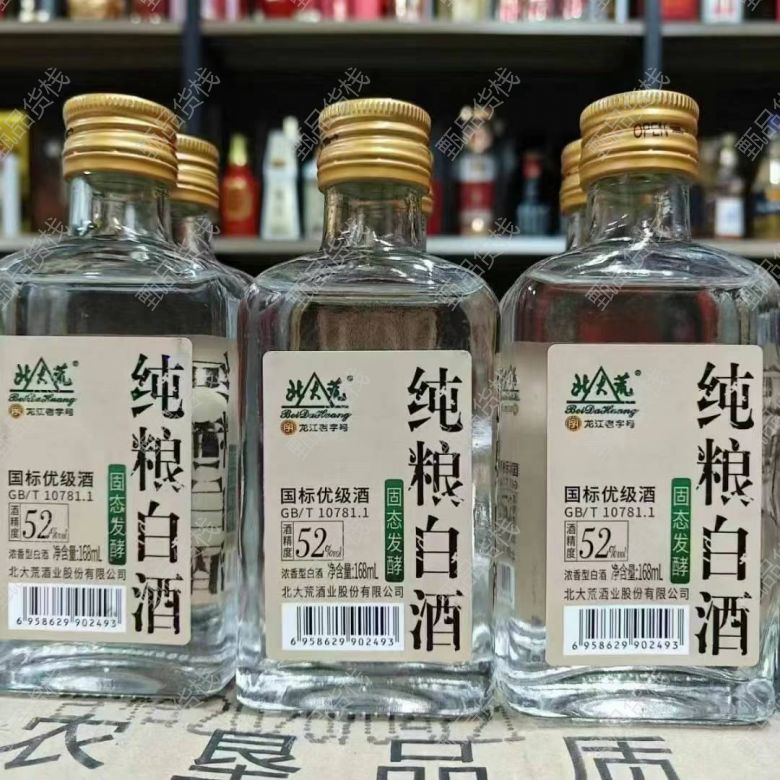 甄品货栈
OPEN
北大荒®
BeiDaHuang
龙江老字号
国标优级酒
GB/T 10781.1
酒精度
52%vol
浓香型白酒 净含量:168mL
北大荒酒业股份有限公司
6 958629 902493
固态发酵
纯粮白酒
北大荒®
BeiDaHuang
龙江老字号
国标优级酒
GB/T 10781.1
酒精度
52%vol
浓香型白酒 净含量:168mL
北大荒酒业股份有限公司
6 958629 902493
固态发酵
纯粮白酒
北大荒®
BeiDaHuang
龙江老字号
国标优级酒
GB/T 10781.1
酒精度
52%vol
浓香型白酒 净含量:168mL
北大荒酒业股份有限公司
6 958629 902493
固态发酵
纯粮白酒
农垦品质